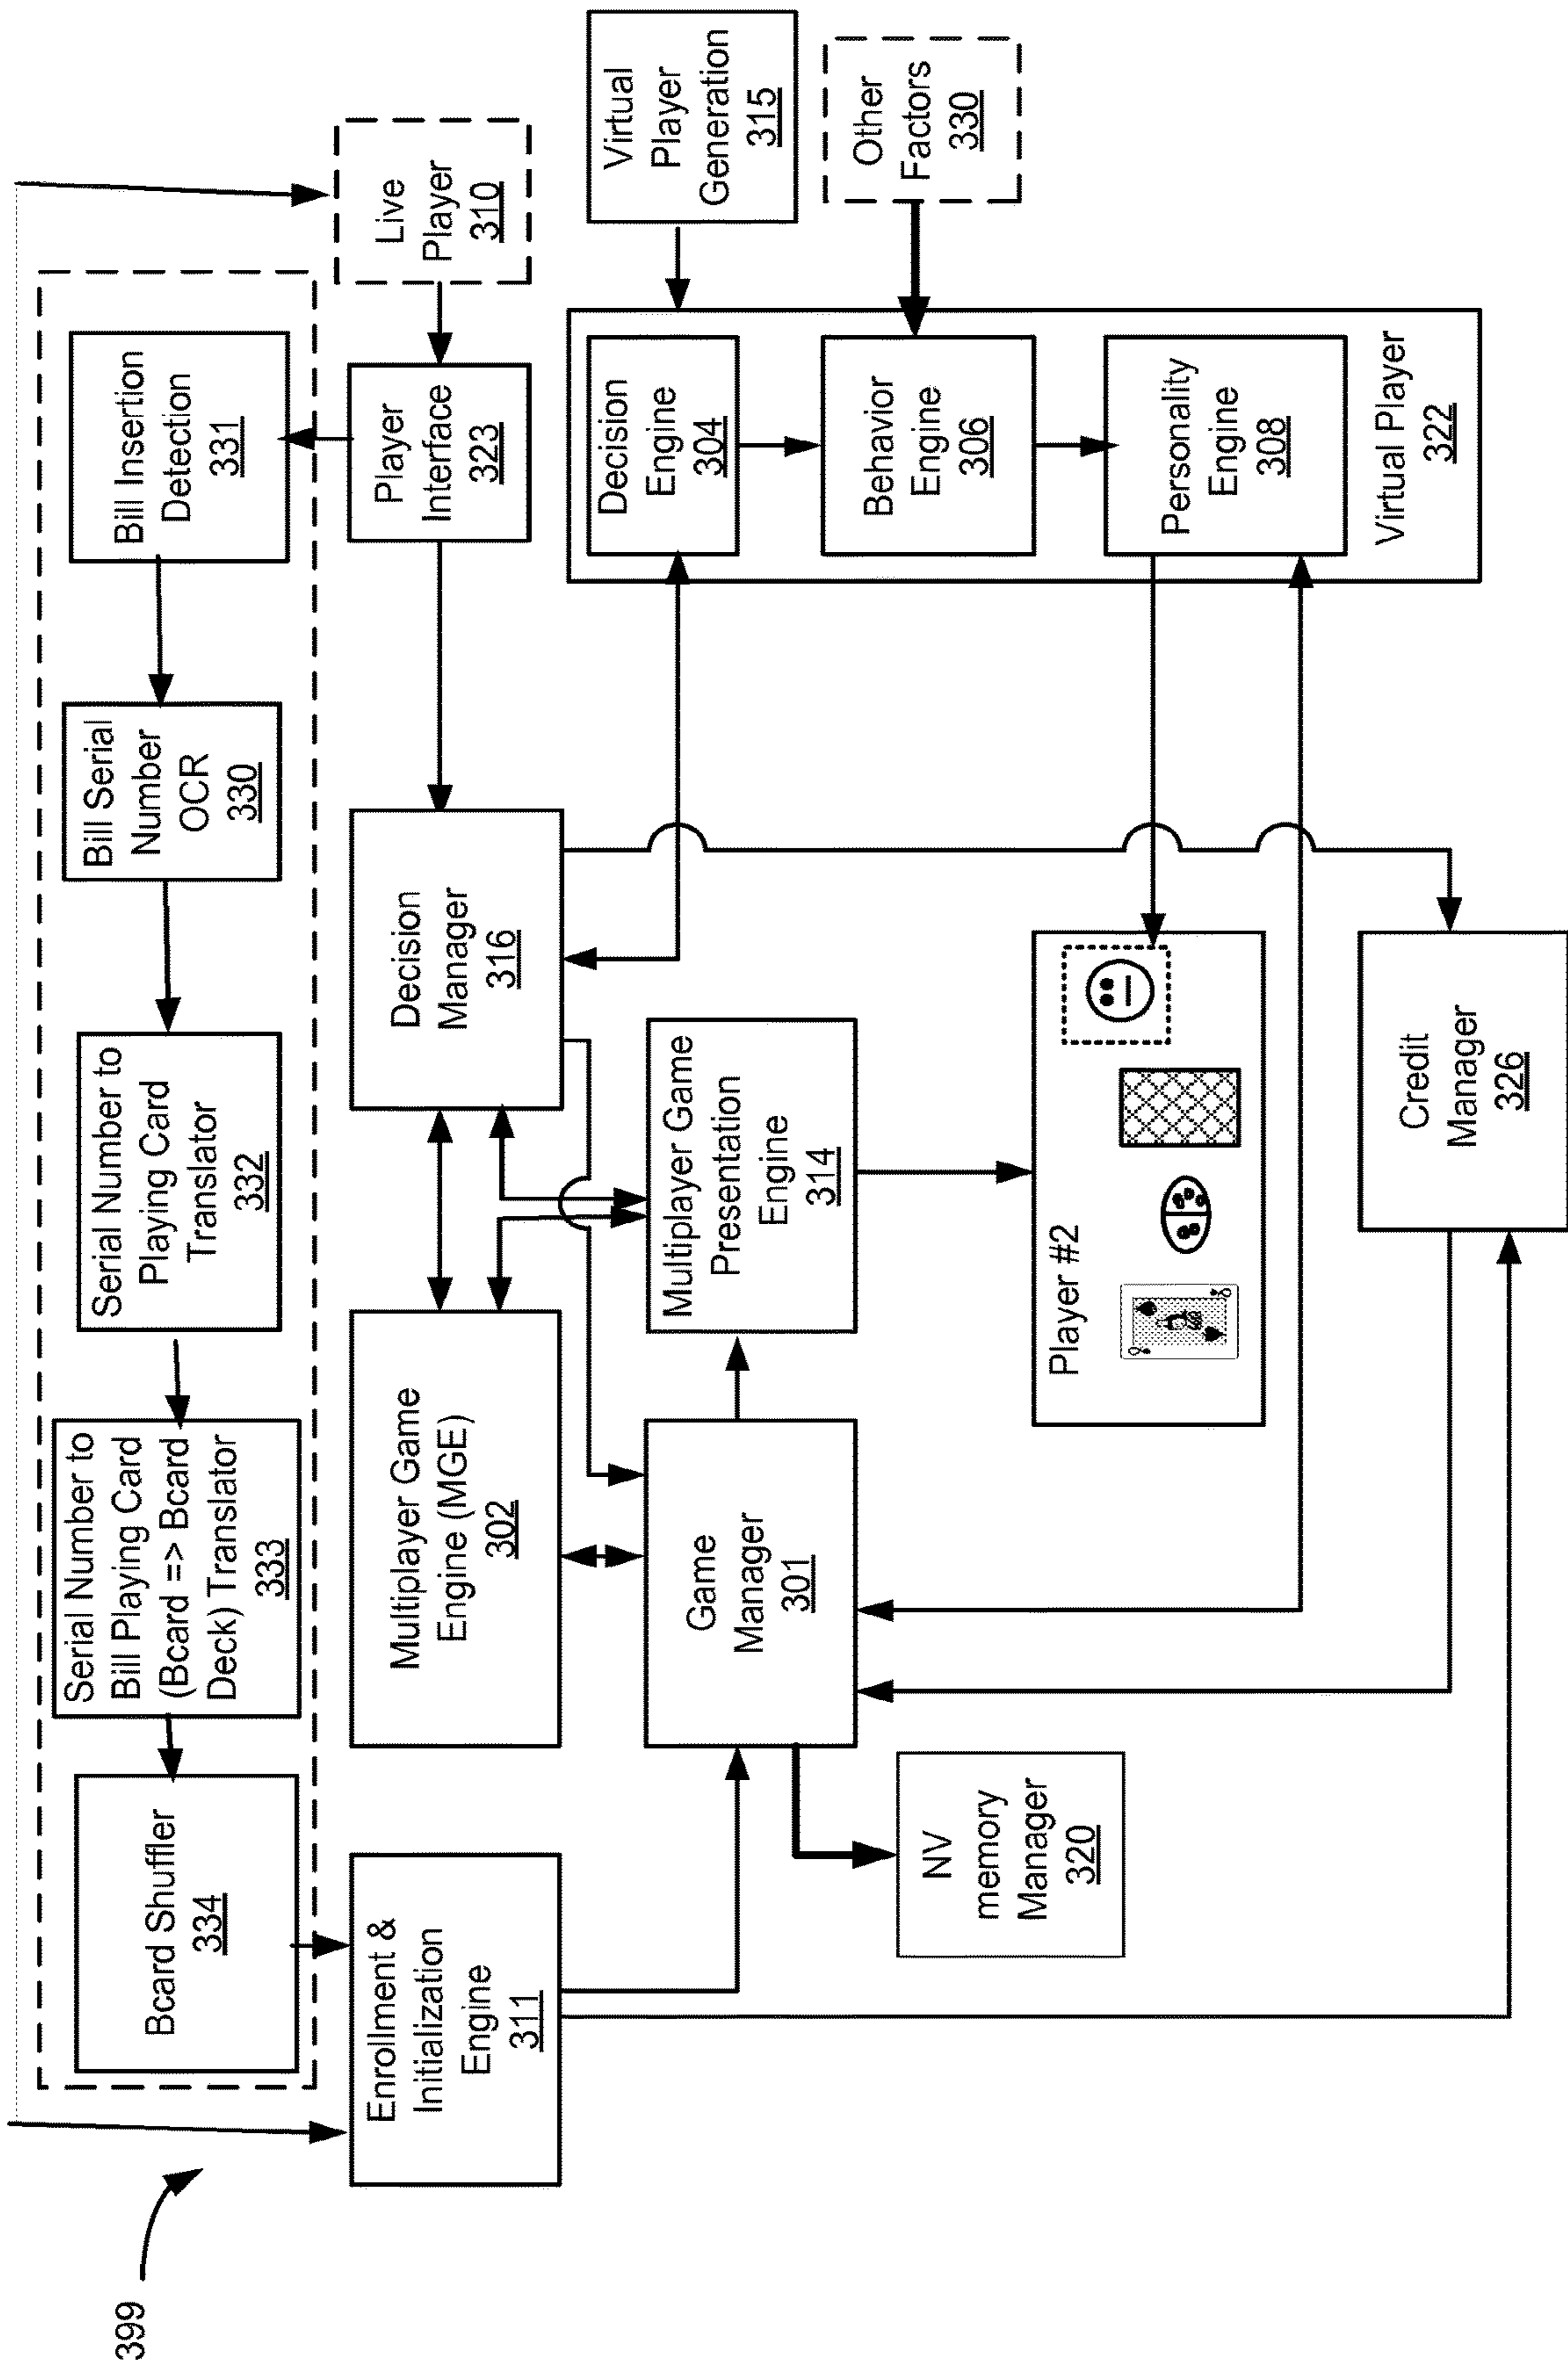 399
Bcard Shuffler
334
Serial Number to
Bill Playing Card
(Bcard => Bcard
Deck) Translator
333
Serial Number to
Playing Card
Translator
332
Bill Serial
Number
OCR
330
Bill Insertion
Detection
331
Enrollment &
Initialization
Engine
311
Multiplayer Game
Engine (MGE)
302
Decision
Manager
316
Player
Interface
323
Live
Player
310
Game
Manager
301
Multiplayer Game
Presentation
Engine
314
Decision
Engine
304
Virtual
Player
Generation
315
Behavior
Engine
306
Other
Factors
330
NV
memory
Manager
320
Player #2
Personality
Engine
308
Virtual Player
322
Credit
Manager
326